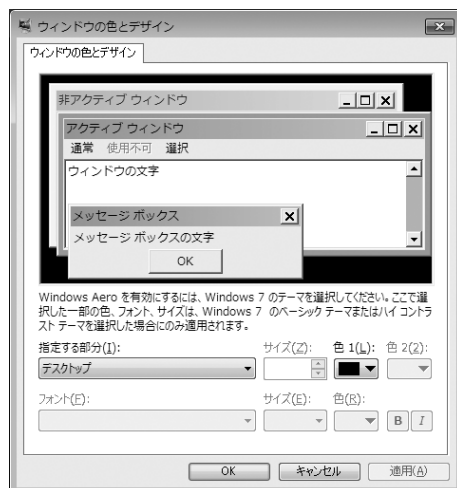 ウィンドウの色とデザイン
ウィンドウの色とデザイン
非アクティブ ウィンドウ
アクティブ ウィンドウ
通常 使用不可 選択
ウィンドウの文字
メッセージ ボックス
メッセージ ボックスの文字
OK
Windows Aero を有効にするには、Windows 7 のテーマを選択してください。ここで選
択した一部の色、フォント、サイズは、Windows 7 のベーシック テーマまたはハイ コントラ
スト テーマを選択した場合にのみ適用されます。
指定する部分(I): サイズ(Z): 色 1(L): 色 2(2):
デスクトップ
フォント(F): サイズ(E): 色(R):
B I
OK キャンセル 適用(A)